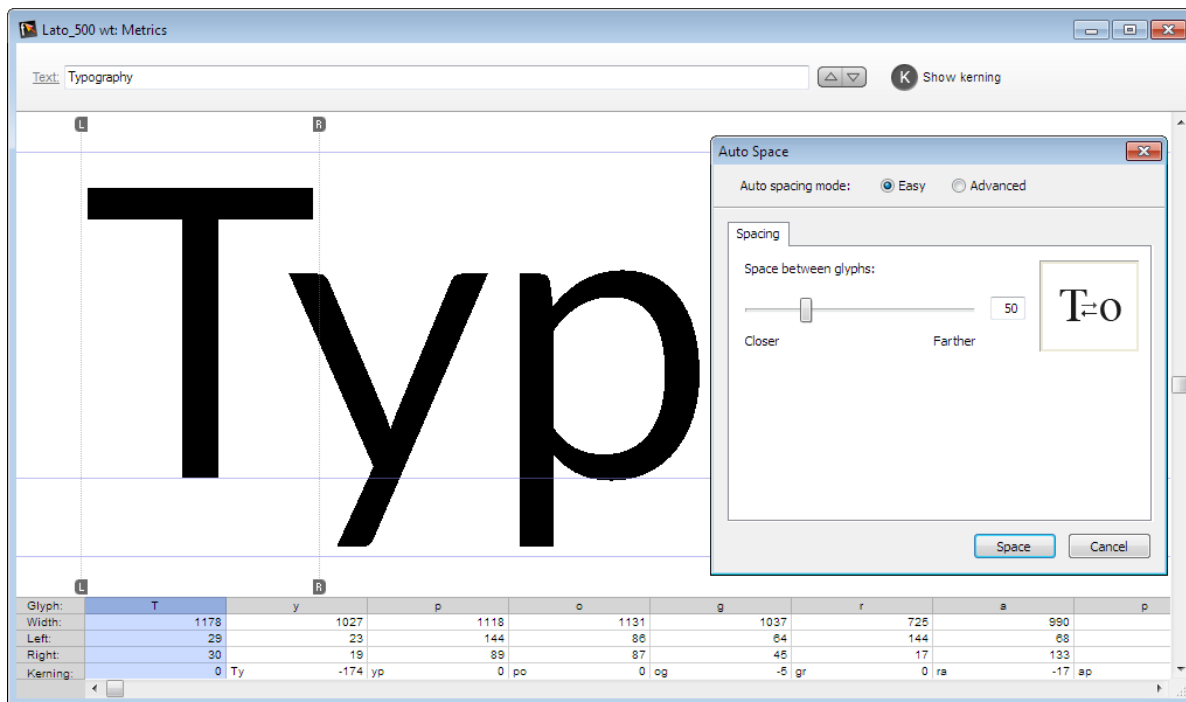 Lato_500 wt: Metrics
Text: Typography
K Show kerning
L R
Typ
Auto Space
Auto spacing mode: Easy Advanced
Spacing
Space between glyphs:
50
T⇄o
Closer Farther
Space Cancel
L R
Glyph: T y p o g r a p
Width: 1178 1027 1118 1131 1037 725 990
Left: 29 23 144 86 64 144 68
Right: 30 19 89 87 45 17 133
Kerning: 0 Ty -174 yp 0 po 0 og -5 gr 0 ra -17 ap